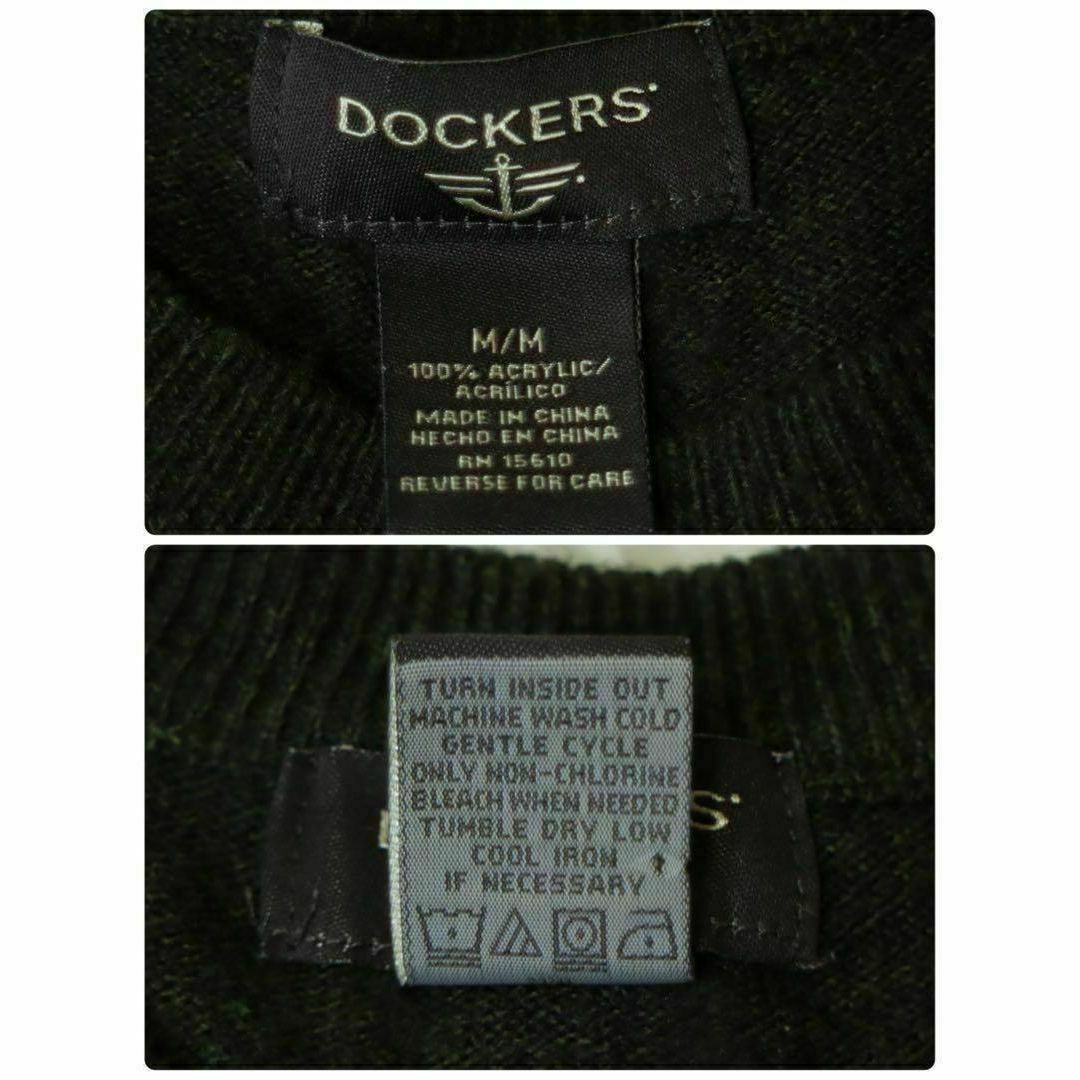 DOCKERS
M/M
100% ACRYLIC/
ACRÍLICO
MADE IN CHINA
HECHO EN CHINA
RN 15610
REVERSE FOR CARE
TURN INSIDE OUT
MACHINE WASH COLD
GENTLE CYCLE
ONLY NON-CHLORINE
BLEACH WHEN NEEDED
TUMBLE DRY LOW
COOL IRON
IF NECESSARY
S